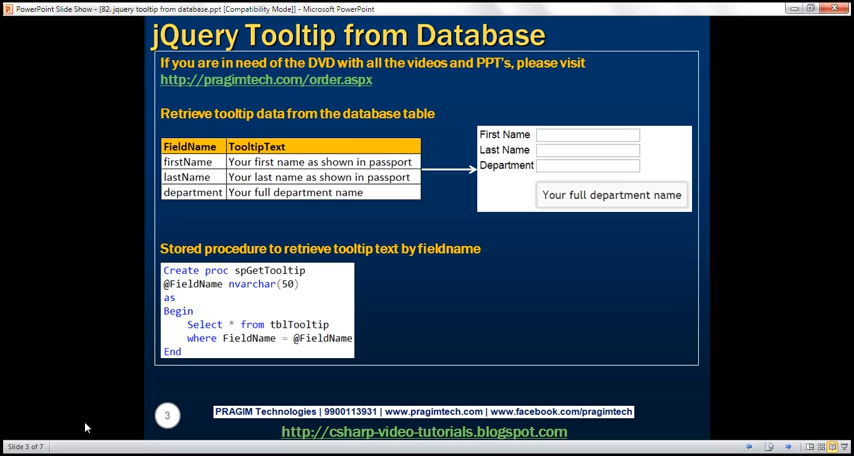 PowerPoint Slide Show - [82. jquery tooltip from database.ppt [Compatibility Mode]] - Microsoft PowerPoint
jQuery Tooltip from Database
If you are in need of the DVD with all the videos and PPT's, please visit
http://pragimtech.com/order.aspx
Retrieve tooltip data from the database table
FieldName TooltipText
firstName Your first name as shown in passport
lastName Your last name as shown in passport
department Your full department name
First Name
Last Name
Department
Your full department name
Stored procedure to retrieve tooltip text by fieldname
Create proc spGetTooltip
@FieldName nvarchar(50)
as
Begin
Select * from tblTooltip
where FieldName = @FieldName
End
3
PRAGIM Technologies | 9900113931 | www.pragimtech.com | www.facebook.com/pragimtech
http://csharp-video-tutorials.blogspot.com
Slide 3 of 7